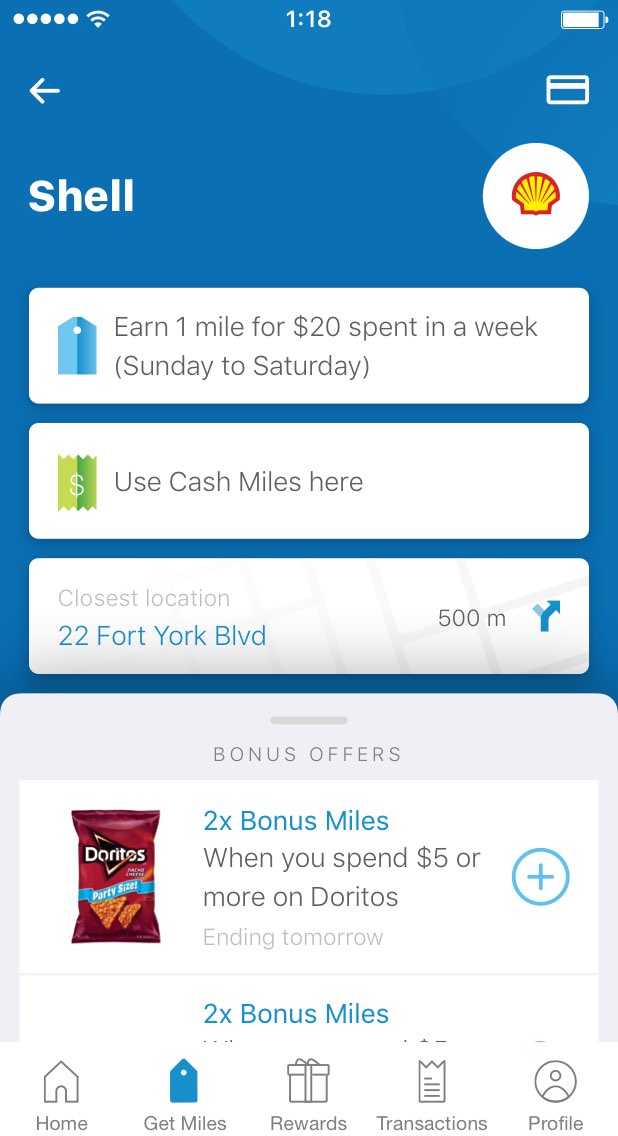 1:18
Shell
Earn 1 mile for $20 spent in a week
(Sunday to Saturday)
$
Use Cash Miles here
Closest location
22 Fort York Blvd
500 m
BONUS OFFERS
2x Bonus Miles
When you spend $5 or
more on Doritos
Ending tomorrow
Doritos
NACHO
CHEESE
Party Size!
2x Bonus Miles
Home
Get Miles
Rewards
Transactions
Profile